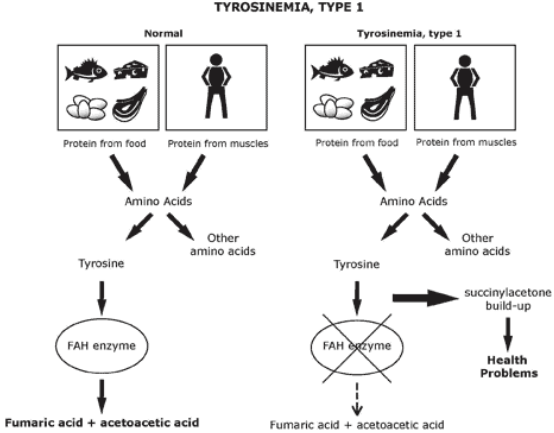 TYROSINEMIA, TYPE 1
Normal
Protein from food
Protein from muscles
Amino Acids
Other
amino acids
Tyrosine
FAH enzyme
Fumaric acid + acetoacetic acid
Tyrosinemia, type 1
Protein from food
Protein from muscles
Amino Acids
Other
amino acids
Tyrosine
succinylacetone
build-up
FAH enzyme
Health
Problems
Fumaric acid + acetoacetic acid